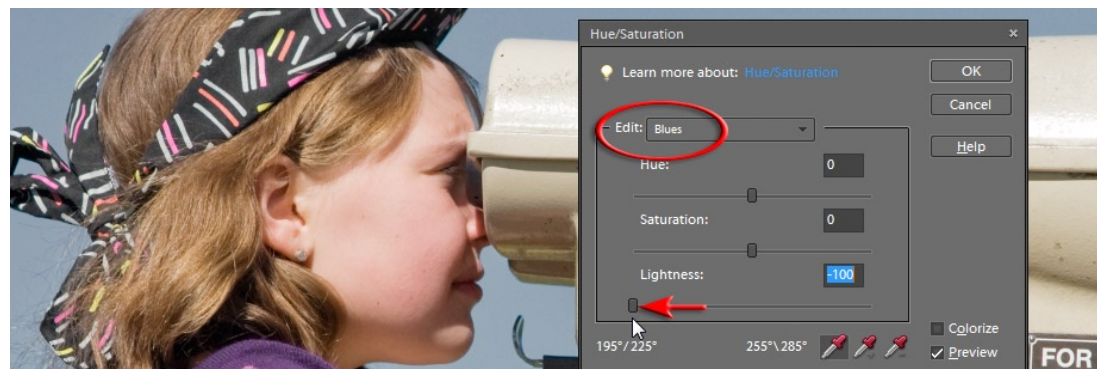 Hue/Saturation ×
Learn more about: Hue/Saturation
OK
Cancel
Edit: Blues
Help
Hue: 0
Saturation: 0
Lightness: -100
195°/225° 255°\285°
Colorize
Preview
FOR